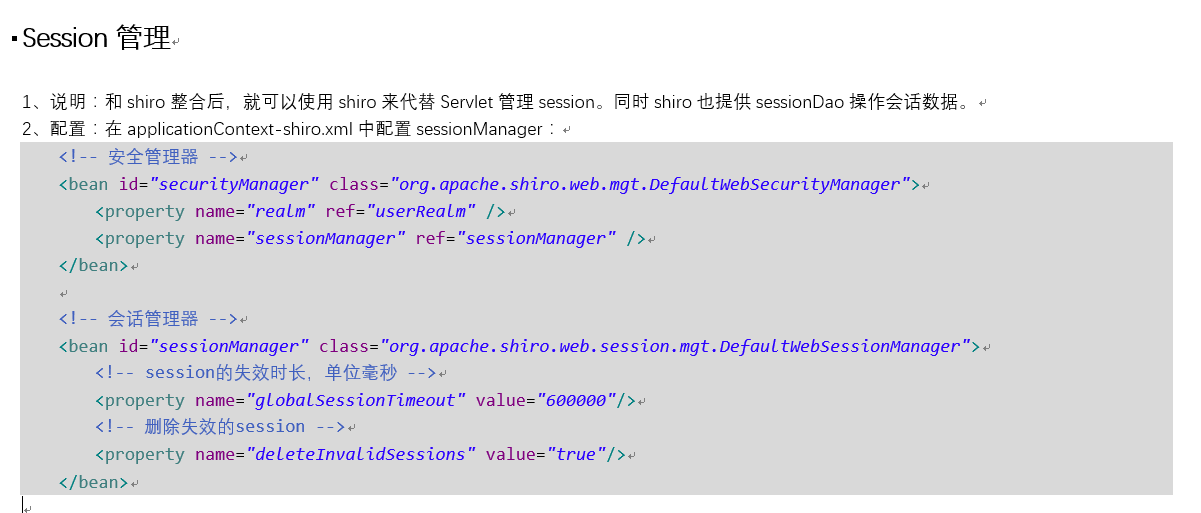 Session 管理
1、说明：和 shiro 整合后，就可以使用 shiro 来代替 Servlet 管理 session。同时 shiro 也提供 sessionDao 操作会话数据。
2、配置：在 applicationContext-shiro.xml 中配置 sessionManager：
<!-- 安全管理器 -->
<bean id="securityManager" class="org.apache.shiro.web.mgt.DefaultWebSecurityManager">
<property name="realm" ref="userRealm" />
<property name="sessionManager" ref="sessionManager" />
</bean>
<!-- 会话管理器 -->
<bean id="sessionManager" class="org.apache.shiro.web.session.mgt.DefaultWebSessionManager">
<!-- session的失效时长，单位毫秒 -->
<property name="globalSessionTimeout" value="600000"/>
<!-- 删除失效的session -->
<property name="deleteInvalidSessions" value="true"/>
</bean>